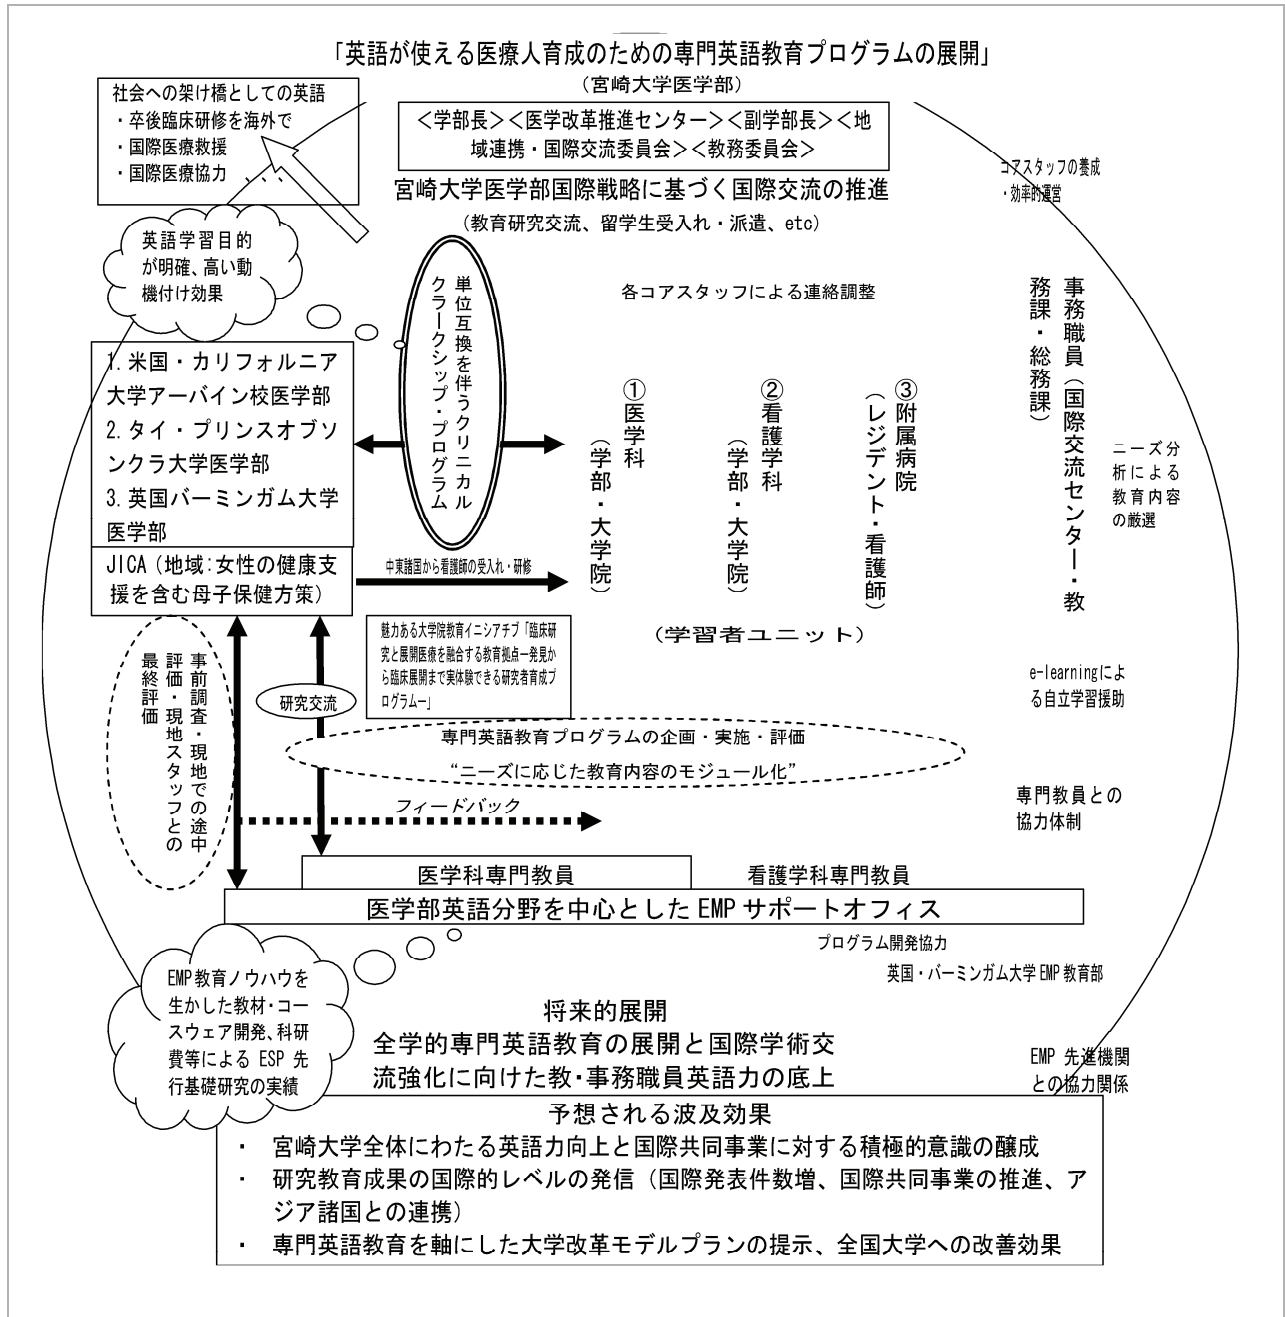 「英語が使える医療人育成のための専門英語教育プログラムの展開」
（宮崎大学医学部）
社会への架け橋としての英語
・卒後臨床研修を海外で
・国際医療救援
・国際医療協力　、、、
＜学部長＞＜医学改革推進センター＞＜副学部長＞＜地
域連携・国際交流委員会＞＜教務委員会＞
宮崎大学医学部国際戦略に基づく国際交流の推進
（教育研究交流、留学生受入れ・派遣、etc）
コアスタッフの養成
・効率的運営
英語学習目的
が明確、高い動
機付け効果
単位互換を伴うクリニカル
クラークシップ・プログラム
各コアスタッフによる連絡調整
1.米国・カリフォルニア
大学アーバイン校医学部
2.タイ・プリンスオブソ
ンクラ大学医学部
3.英国バーミンガム大学
医学部
JICA（地域:女性の健康支
援を含む母子保健方策）
①医学科
（学部・大学院）
②看護学科
（学部・大学院）
③附属病院
（レジデント・看護師）
事務職員（国際交流センター・教
務課・総務課）
ニーズ分
析による
教育内容
の厳選
中東諸国から看護師の受入れ・研修
（学習者ユニット）
魅力ある大学院教育イニシアチブ「臨床研
究と展開医療を融合する教育拠点ー発見か
ら臨床展開まで実体験できる研究者育成プ
ログラムー」
事前調査・現地での途中
評価・現地スタッフとの
最終評価
研究交流
e-learningによ
る自立学習援助
専門英語教育プログラムの企画・実施・評価
“ニーズに応じた教育内容のモジュール化”
フィードバック
専門教員との
協力体制
医学科専門教員
看護学科専門教員
医学部英語分野を中心とした EMP サポートオフィス
プログラム開発協力
英国・バーミンガム大学 EMP 教育部
EMP教育ノウハウを
生かした教材・コー
スウェア開発、科研
費等による ESP 先
行基礎研究の実績
将来的展開
全学的専門英語教育の展開と国際学術交
流強化に向けた教・事務職員英語力の底上
EMP 先進機関
との協力関係
予想される波及効果
・　宮崎大学全体にわたる英語力向上と国際共同事業に対する積極的意識の醸成
・　研究教育成果の国際的レベルの発信（国際発表件数増、国際共同事業の推進、ア
ジア諸国との連携）
・　専門英語教育を軸にした大学改革モデルプランの提示、全国大学への改善効果